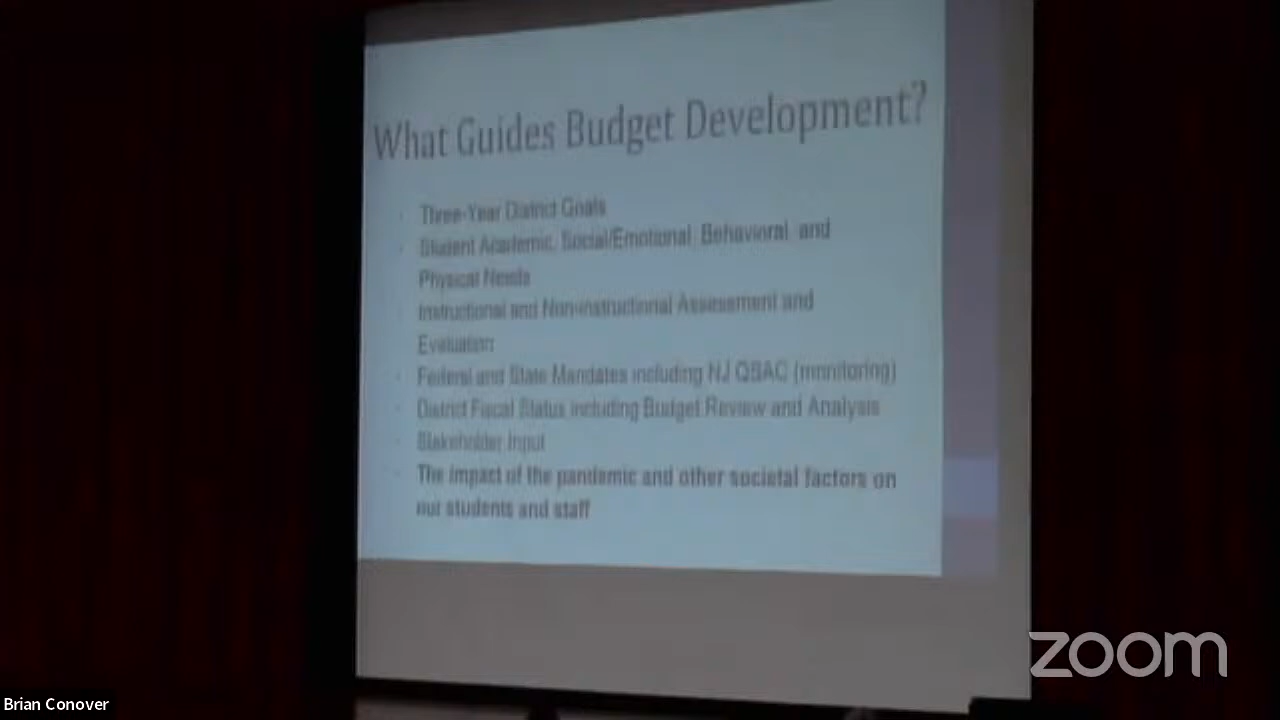 What Guides Budget Development?
Three-Year District Goals
Student Academic, Social/Emotional, Behavioral, and
Physical Needs
Instructional and Non-instructional Assessment and
Evaluation
Federal and State Mandates including NJ QSAC (monitoring)
District Fiscal Status including Budget Review and Analysis
Stakeholder Input
The impact of the pandemic and other societal factors on
our students and staff
zoom
Brian Conover